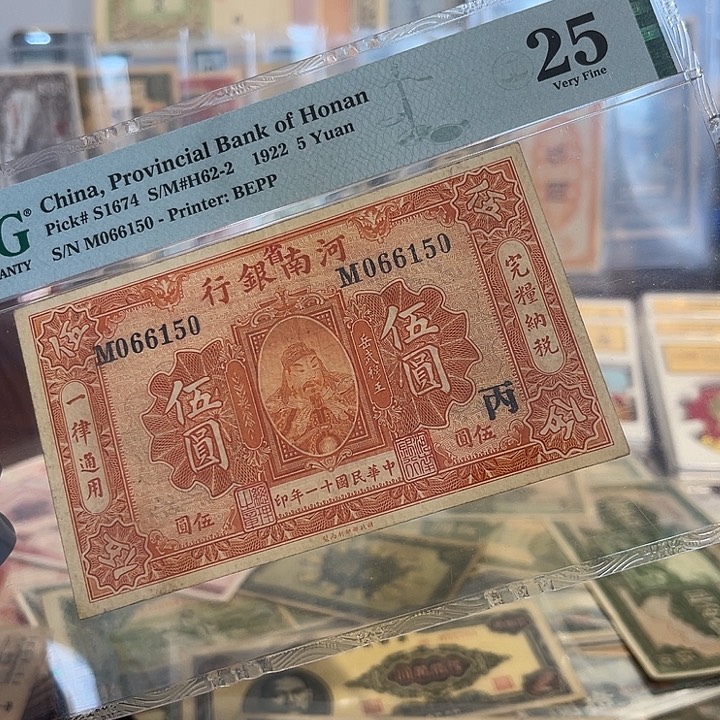 25
Very Fine
China, Provincial Bank of Honan
Pick# S1674 S/M#H62-2 1922 5 Yuan
S/N M066150 - Printer: BEPP
G®
ANTY
行銀省南河
M066150
M066150
完糧納税
一律通用
伍圓
伍圓
丙
伍圓
伍圓
印年一十國民華中